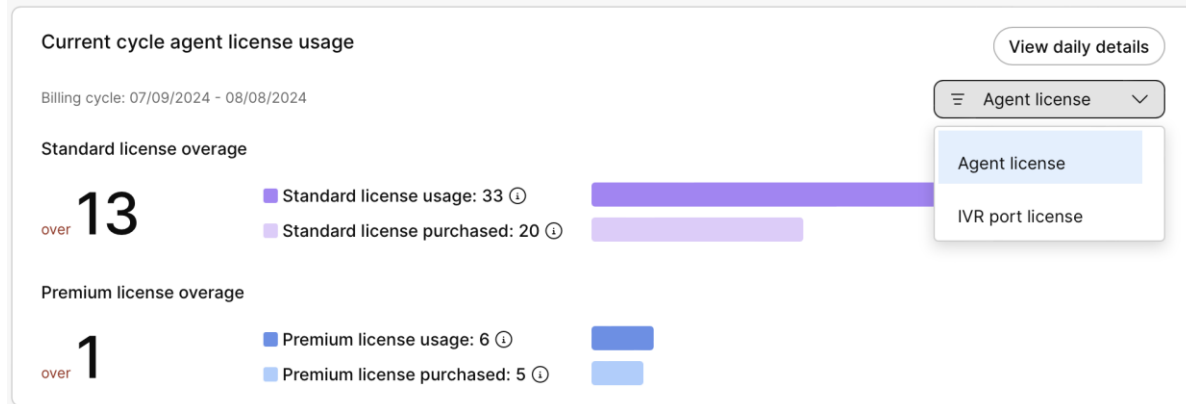 Current cycle agent license usage
View daily details
Billing cycle: 07/09/2024 - 08/08/2024
Agent license
Agent license
IVR port license
Standard license overage
over 13
Standard license usage: 33
Standard license purchased: 20
Premium license overage
over 1
Premium license usage: 6
Premium license purchased: 5